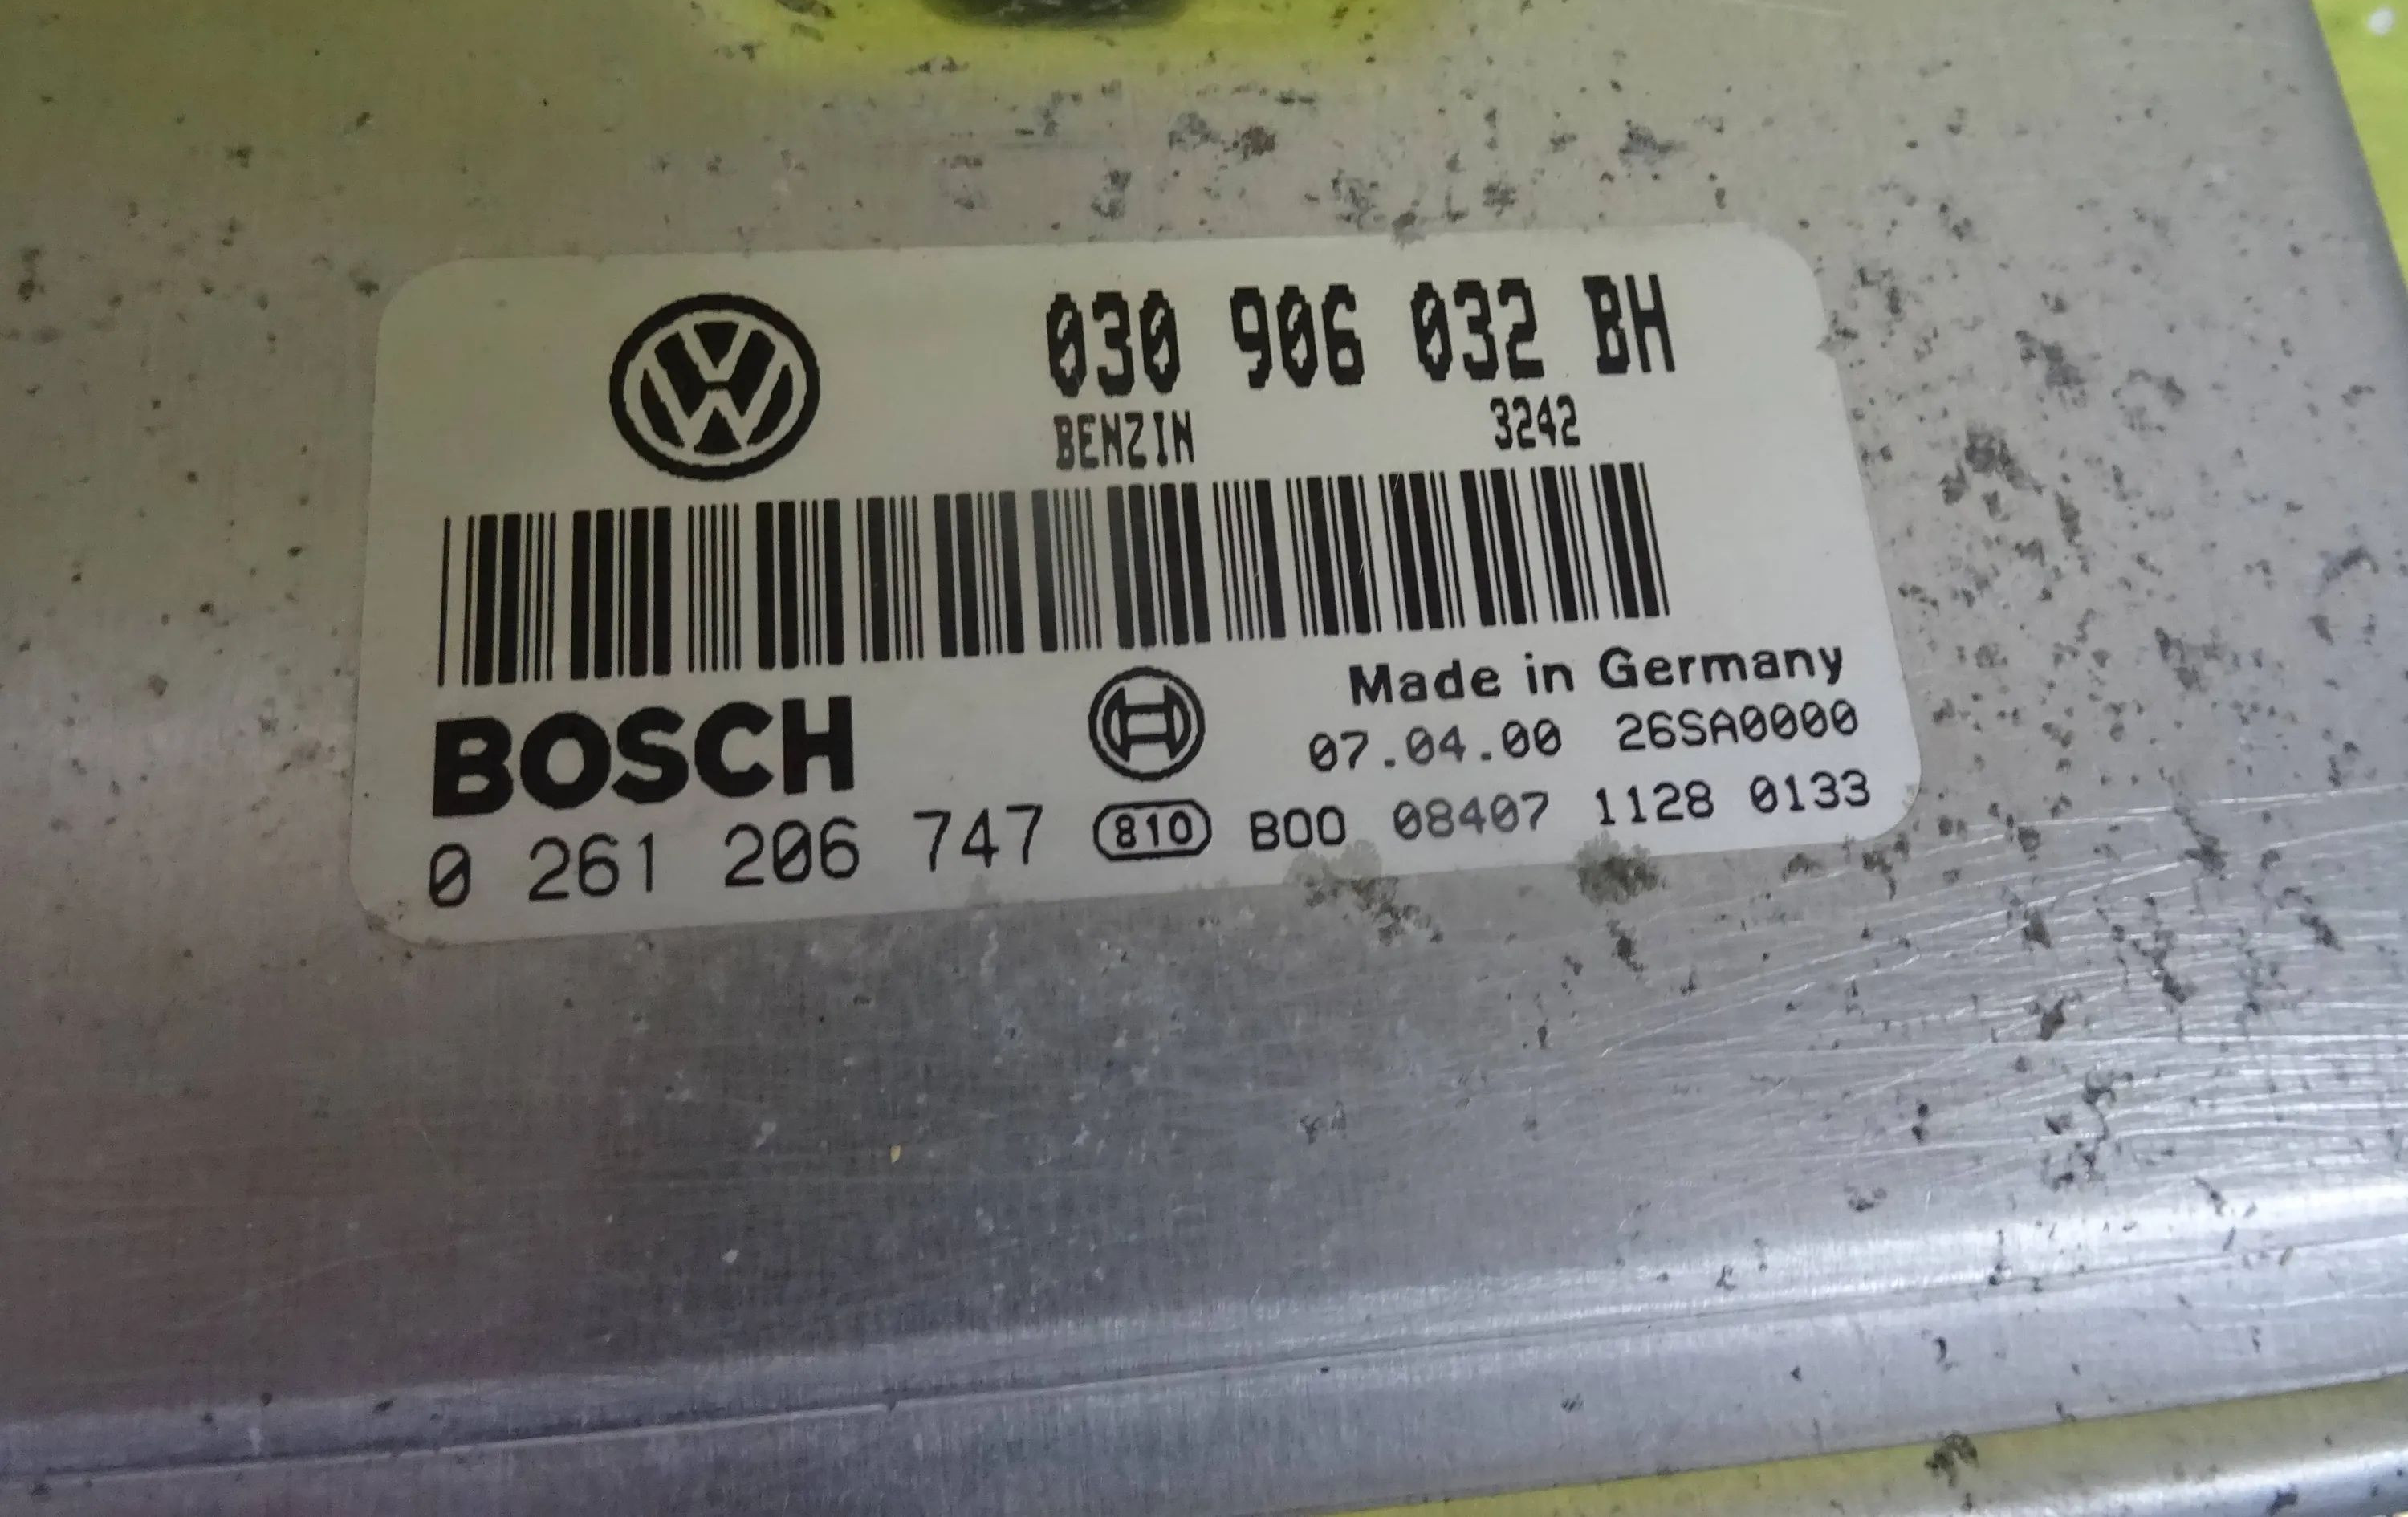 030 906 032 BH
BENZIN 3242
BOSCH
Made in Germany
07.04.00 26SA0000
0 261 206 747 810 B00 08407 1128 0133